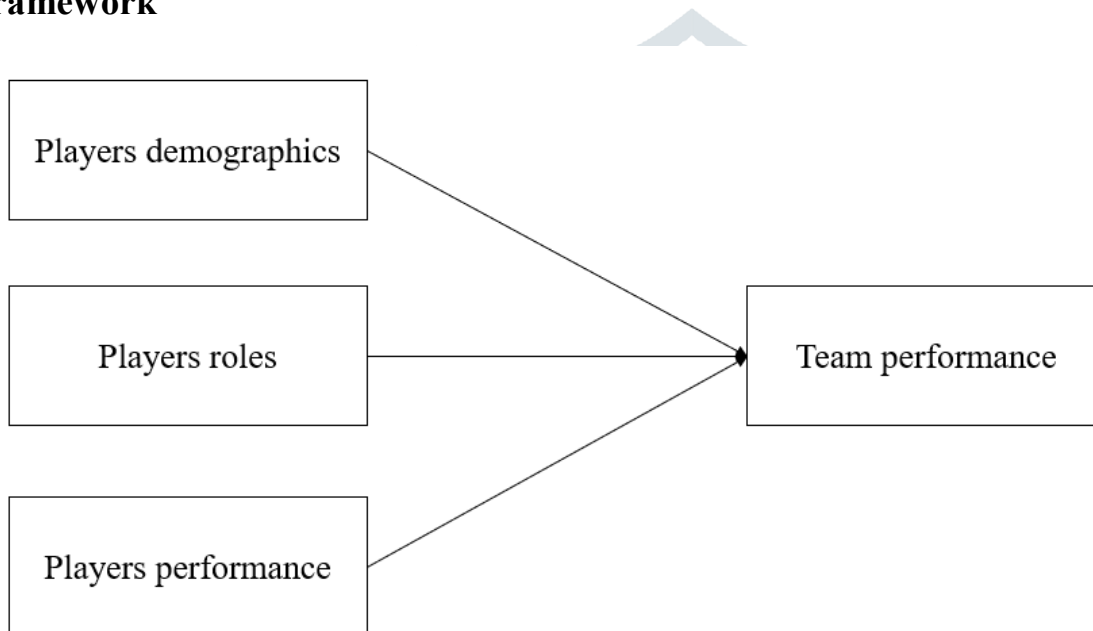 ramework
Players demographics
Players roles
Team performance
Players performance